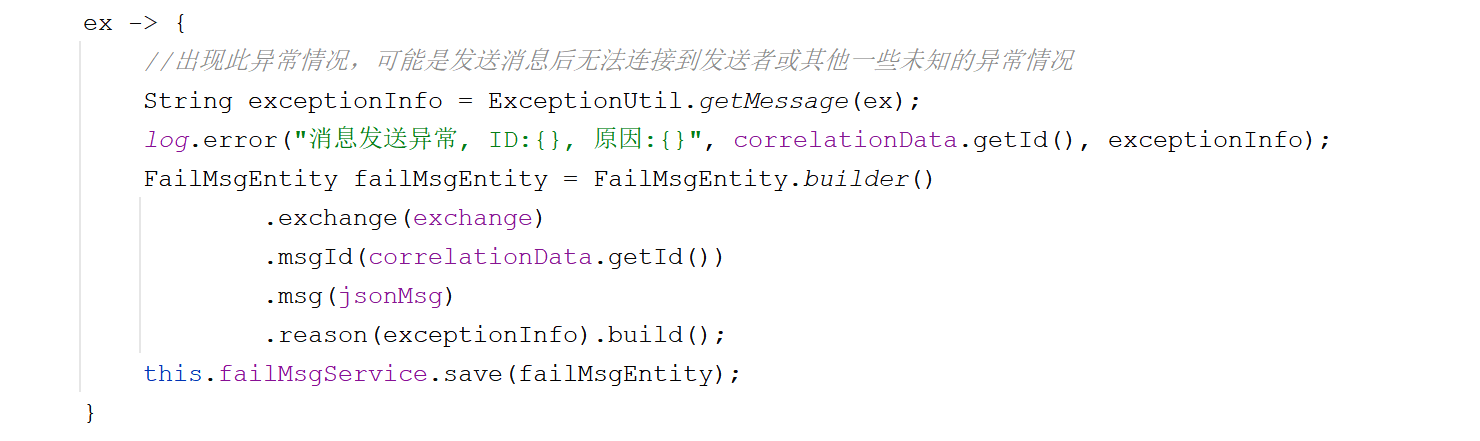 ex -> {
//出现此异常情况，可能是发送消息后无法连接到发送者或其他一些未知的异常情况
String exceptionInfo = ExceptionUtil.getMessage(ex);
log.error("消息发送异常, ID:{}, 原因:{}", correlationData.getId(), exceptionInfo);
FailMsgEntity failMsgEntity = FailMsgEntity.builder()
.exchange(exchange)
.msgId(correlationData.getId())
.msg(jsonMsg)
.reason(exceptionInfo).build();
this.failMsgService.save(failMsgEntity);
}